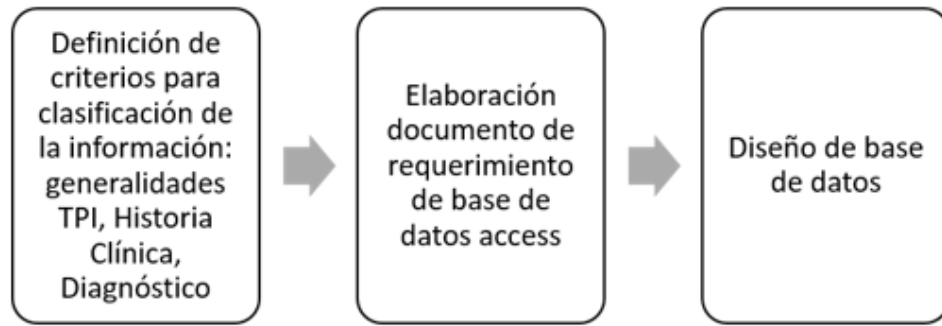 Definición de
criterios para
clasificación de
la información:
generalidades
TPI, Historia
Clínica,
Diagnóstico
Elaboración
documento de
requerimiento
de base de
datos access
Diseño de base
de datos